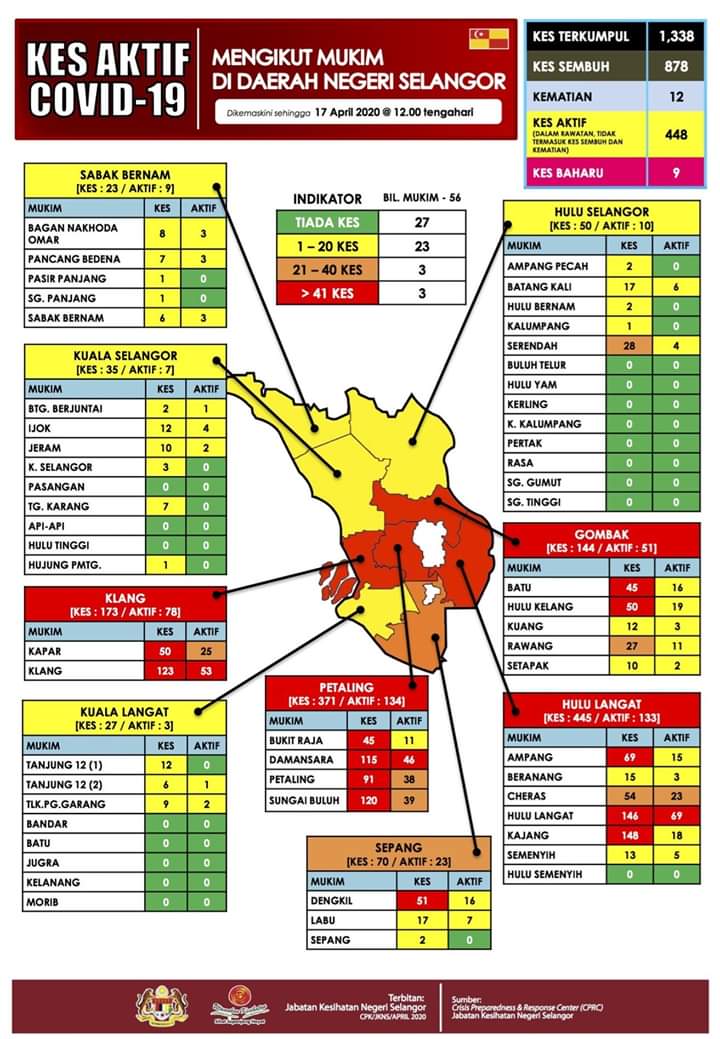 KES AKTIF
COVID-19
MENGIKUT MUKIM
DI DAERAH NEGERI SELANGOR
Dikemaskini sehingga 17 April 2020 @ 12.00 tengahari
KES TERKUMPUL 1,338
KES SEMBUH 878
KEMATIAN 12
KES AKTIF 448
(DALAM RAWATAN, TIDAK
TERMASUK KES SEMBUH DAN
KEMATIAN)
KES BAHARU 9
SABAK BERNAM
[KES : 23 / AKTIF : 9]
MUKIM KES AKTIF
BAGAN NAKHODA
OMAR 8 3
PANCANG BEDENA 7 3
PASIR PANJANG 1 0
SG. PANJANG 1 0
SABAK BERNAM 6 3
INDIKATOR BIL. MUKIM - 56
TIADA KES 27
1 – 20 KES 23
21 – 40 KES 3
> 41 KES 3
HULU SELANGOR
[KES : 50 / AKTIF : 10]
MUKIM KES AKTIF
AMPANG PECAH 2 0
BATANG KALI 17 6
HULU BERNAM 2 0
KALUMPANG 1 0
SERENDAH 28 4
BULUH TELUR 0 0
HULU YAM 0 0
KERLING 0 0
K. KALUMPANG 0 0
PERTAK 0 0
RASA 0 0
SG. GUMUT 0 0
SG. TINGGI 0 0
KUALA SELANGOR
[KES : 35 / AKTIF : 7]
MUKIM KES AKTIF
BTG. BERJUNTAI 2 1
IJOK 12 4
JERAM 10 2
K. SELANGOR 3 0
PASANGAN 0 0
TG. KARANG 7 0
API-API 0 0
HULU TINGGI 0 0
HUJUNG PMTG. 1 0
GOMBAK
[KES : 144 / AKTIF : 51]
MUKIM KES AKTIF
BATU 45 16
HULU KELANG 50 19
KUANG 12 3
RAWANG 27 11
SETAPAK 10 2
KLANG
[KES : 173 / AKTIF : 78]
MUKIM KES AKTIF
KAPAR 50 25
KLANG 123 53
KUALA LANGAT
[KES : 27 / AKTIF : 3]
MUKIM KES AKTIF
TANJUNG 12 (1) 12 0
TANJUNG 12 (2) 6 1
TLK.PG.GARANG 9 2
BANDAR 0 0
BATU 0 0
JUGRA 0 0
KELANANG 0 0
MORIB 0 0
PETALING
[KES : 371 / AKTIF : 134]
MUKIM KES AKTIF
BUKIT RAJA 45 11
DAMANSARA 115 46
PETALING 91 38
SUNGAI BULUH 120 39
HULU LANGAT
[KES : 445 / AKTIF : 133]
MUKIM KES AKTIF
AMPANG 69 15
BERANANG 15 3
CHERAS 54 23
HULU LANGAT 146 69
KAJANG 148 18
SEMENYIH 13 5
HULU SEMENYIH 0 0
SEPANG
[KES : 70 / AKTIF : 23]
MUKIM KES AKTIF
DENGKIL 51 16
LABU 17 7
SEPANG 2 0
Terbitan:
Jabatan Kesihatan Negeri Selangor
CPK/JKNS/APRIL 2020
Sumber:
Crisis Preparedness & Response Center (CPRC)
Jabatan Kesihatan Negeri Selangor